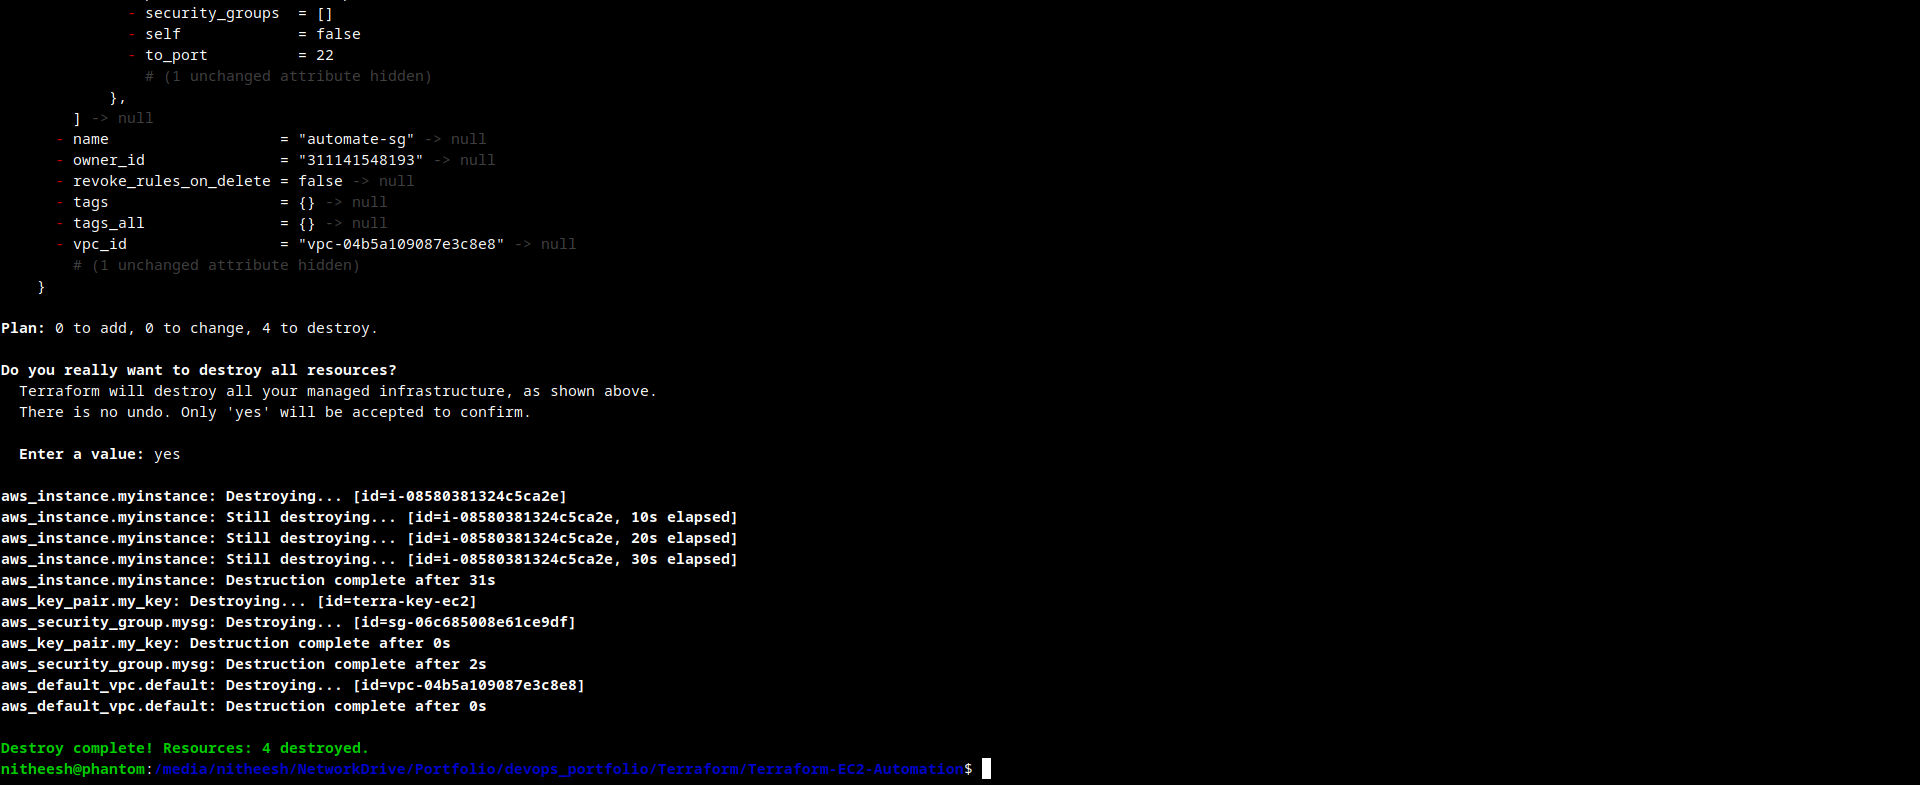 - security_groups  = []
- self             = false
- to_port          = 22
# (1 unchanged attribute hidden)
},
] -> null
- name                   = "automate-sg" -> null
- owner_id               = "311141548193" -> null
- revoke_rules_on_delete = false -> null
- tags                   = {} -> null
- tags_all               = {} -> null
- vpc_id                 = "vpc-04b5a109087e3c8e8" -> null
# (1 unchanged attribute hidden)
}
Plan: 0 to add, 0 to change, 4 to destroy.
Do you really want to destroy all resources?
Terraform will destroy all your managed infrastructure, as shown above.
There is no undo. Only 'yes' will be accepted to confirm.
Enter a value: yes
aws_instance.myinstance: Destroying... [id=i-08580381324c5ca2e]
aws_instance.myinstance: Still destroying... [id=i-08580381324c5ca2e, 10s elapsed]
aws_instance.myinstance: Still destroying... [id=i-08580381324c5ca2e, 20s elapsed]
aws_instance.myinstance: Still destroying... [id=i-08580381324c5ca2e, 30s elapsed]
aws_instance.myinstance: Destruction complete after 31s
aws_key_pair.my_key: Destroying... [id=terra-key-ec2]
aws_security_group.mysg: Destroying... [id=sg-06c685008e61ce9df]
aws_key_pair.my_key: Destruction complete after 0s
aws_security_group.mysg: Destruction complete after 2s
aws_default_vpc.default: Destroying... [id=vpc-04b5a109087e3c8e8]
aws_default_vpc.default: Destruction complete after 0s
Destroy complete! Resources: 4 destroyed.
nitheesh@phantom:/media/nitheesh/NetworkDrive/Portfolio/devops_portfolio/Terraform/Terraform-EC2-Automation$